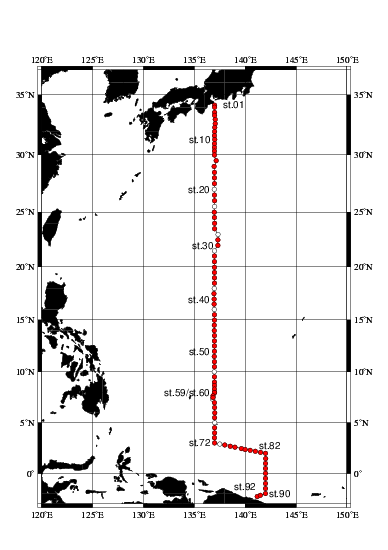 120°E 125°E 130°E 135°E 140°E 145°E 150°E
35°N st.01 35°N
st.10
30°N 30°N
st.20
25°N 25°N
st.30
20°N 20°N
st.40
15°N 15°N
st.50
10°N 10°N
st.59/st.60
5°N 5°N
st.72 st.82
0° 0°
st.92 st.90
120°E 125°E 130°E 135°E 140°E 145°E 150°E